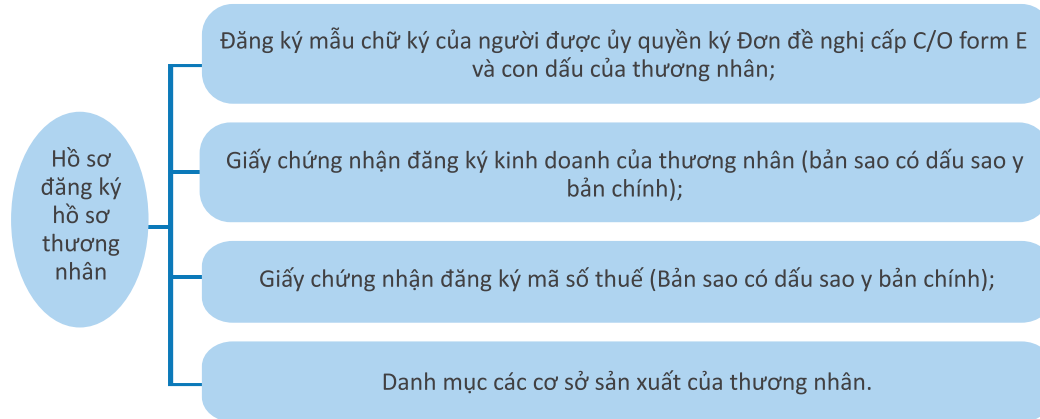 Hồ sơ
đăng ký
hồ sơ
thương
nhân
Đăng ký mẫu chữ ký của người được ủy quyền ký Đơn đề nghị cấp C/O form E
và con dấu của thương nhân;
Giấy chứng nhận đăng ký kinh doanh của thương nhân (bản sao có dấu sao y
bản chính);
Giấy chứng nhận đăng ký mã số thuế (Bản sao có dấu sao y bản chính);
Danh mục các cơ sở sản xuất của thương nhân.